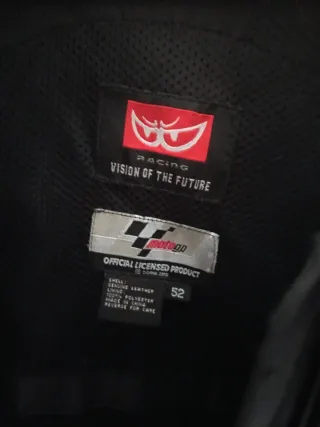 RACING
VISION OF THE FUTURE
motoGP
OFFICIAL LICENSED PRODUCT
SHELL:
GENUINE LEATHER
LINING
100% POLYESTER
MADE IN CHINA
REVERSE FOR CARE
52